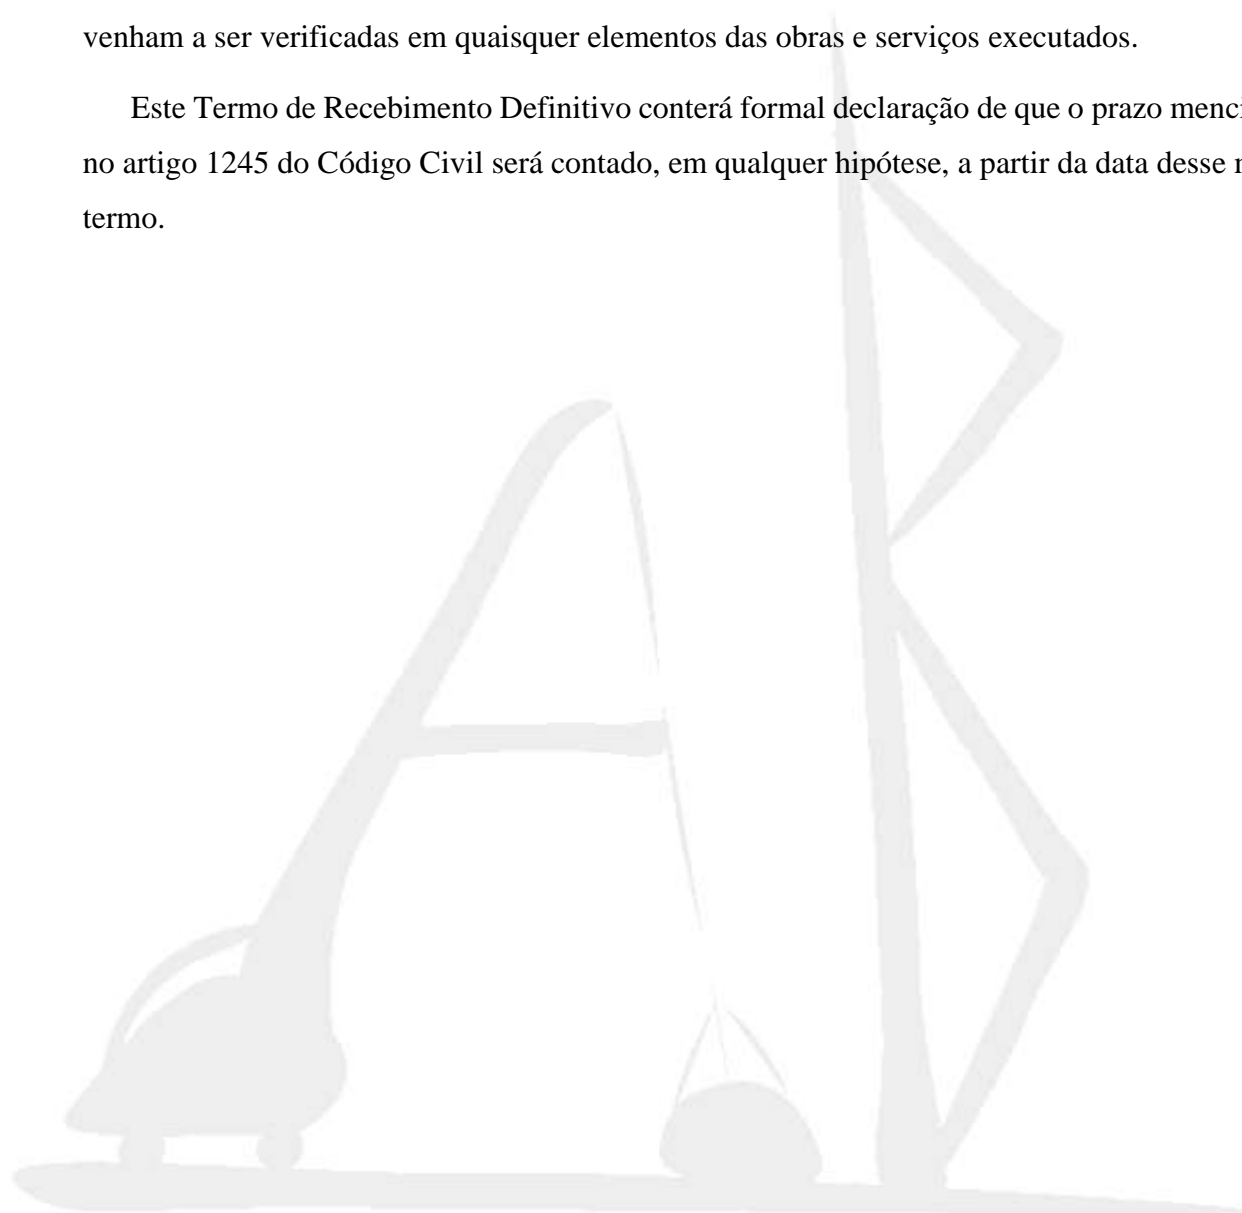 venham a ser verificadas em quaisquer elementos das obras e serviços executados.
Este Termo de Recebimento Definitivo conterá formal declaração de que o prazo
no artigo 1245 do Código Civil será contado, em qualquer hipótese, a partir da data desse
termo.